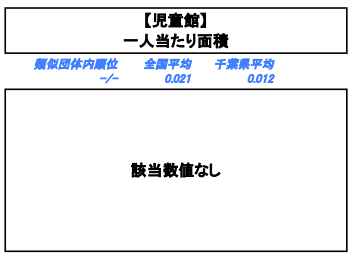 【児童館】
一人当たり面積
類似団体内順位 全国平均 千葉県平均
-/- 0.021 0.012
該当数値なし